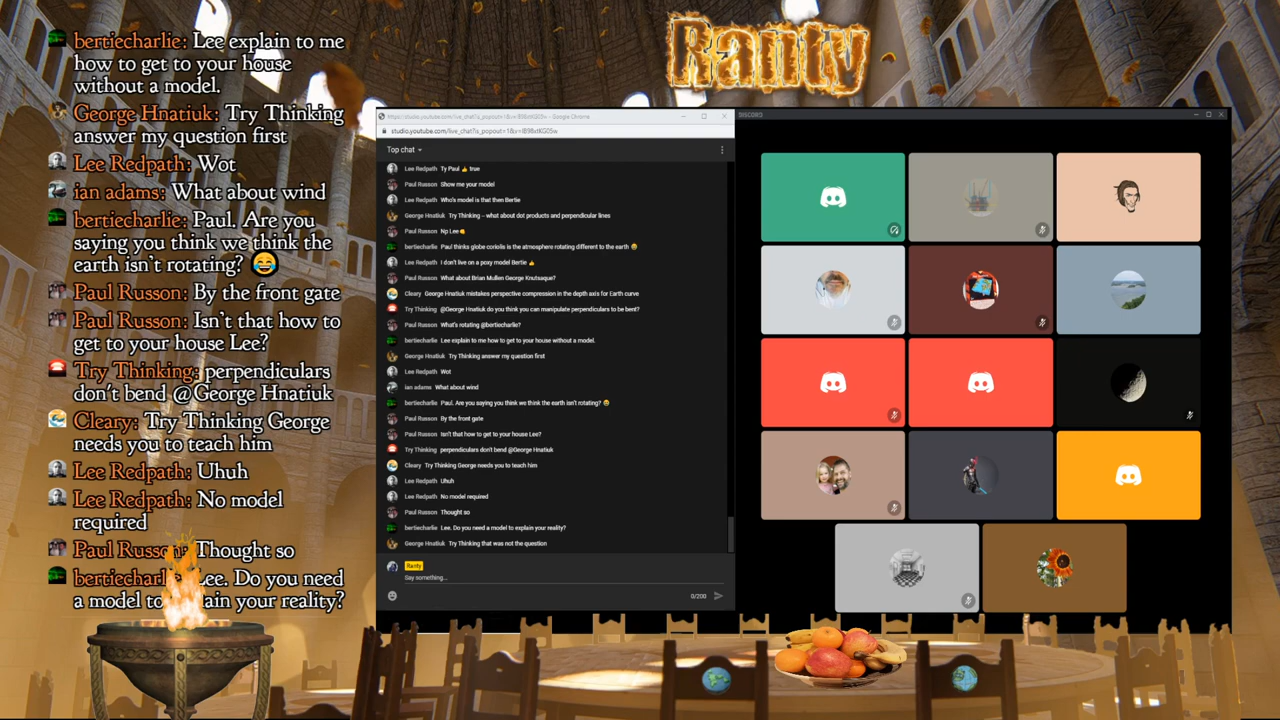 Ranty
bertiecharlie: Lee explain to me
how to get to your house
without a model.
George Hnatiuk: Try Thinking
answer my question first
Lee Redpath: Wot
ian adams: What about wind
bertiecharlie: Paul. Are you
saying you think we think the
earth isn't rotating? 😂
Paul Russon: By the front gate
Paul Russon: Isn't that how to
get to your house Lee?
Try Thinking: perpendiculars
don't bend @George Hnatiuk
Cleary: Try Thinking George
needs you to teach him
Lee Redpath: Uhuh
Lee Redpath: No model
required
Paul Russon: Thought so
bertiecharlie: Lee. Do you need
a model to explain your reality?
studio.youtube.com/live_chat?is_popout=1&v=
Top chat
Lee Redpath Ty Paul 👍 true
Paul Russon Show me your model
Lee Redpath Who's model is that then Bertie
George Hnatiuk Try Thinking – what about dot products and perpendicular lines
Paul Russon Np Lee👊
bertiecharlie Paul thinks globe coriolis is the atmosphere rotating different to the earth 😂
Lee Redpath I don't live on a poxy model Bertie 👍
Paul Russon What about Brian Mullen George Knutsaque?
Cleary George Hnatiuk mistakes perspective compression in the depth axis for Earth curve
Try Thinking @George Hnatiuk do you think you can manipulate perpendiculars to be bent?
Paul Russon What's rotating @bertiecharlie?
bertiecharlie Lee explain to me how to get to your house without a model.
George Hnatiuk Try Thinking answer my question first
Lee Redpath Wot
ian adams What about wind
bertiecharlie Paul. Are you saying you think we think the earth isn't rotating? 😂
Paul Russon By the front gate
Paul Russon Isn't that how to get to your house Lee?
Try Thinking perpendiculars don't bend @George Hnatiuk
Cleary Try Thinking George needs you to teach him
Lee Redpath Uhuh
Lee Redpath No model required
Paul Russon Thought so
bertiecharlie Lee. Do you need a model to explain your reality?
George Hnatiuk Try Thinking that was not the question
Ranty
Say something...
0/200
DISCORD